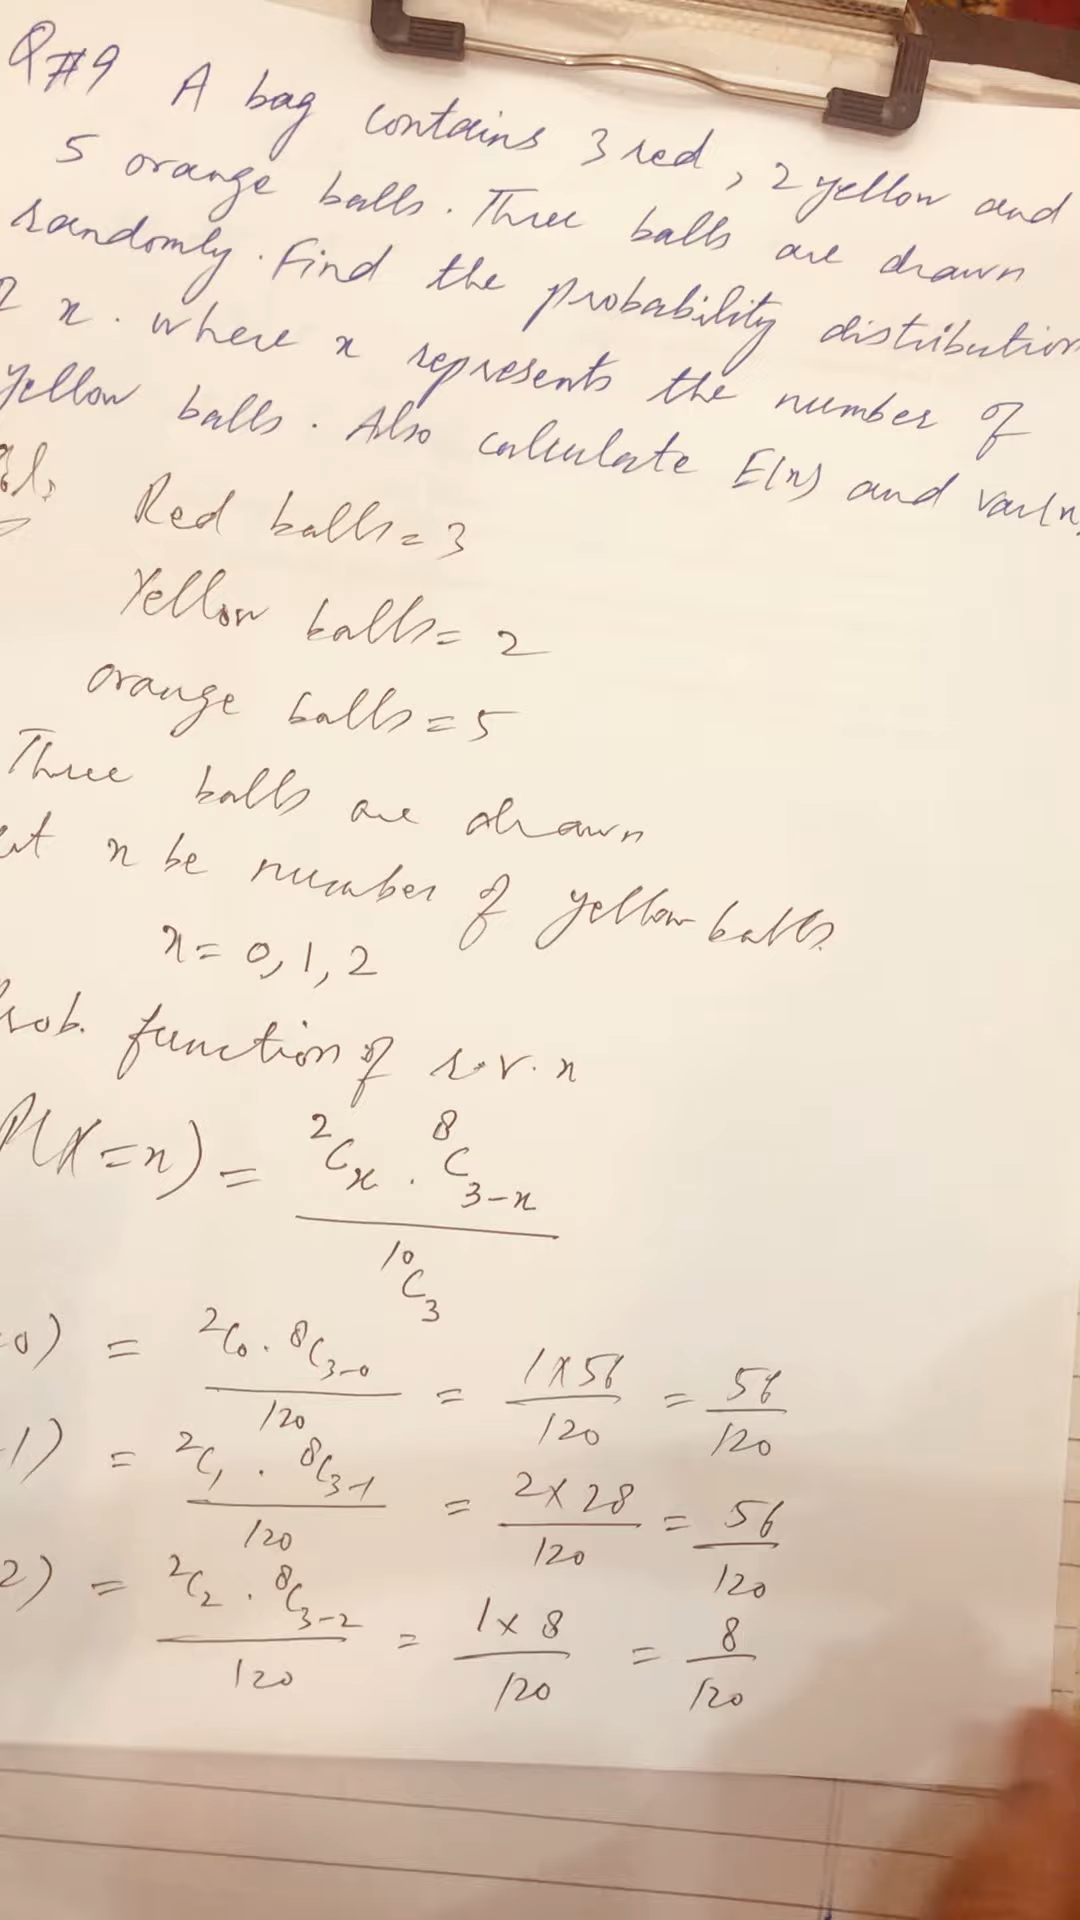 Q#9 A bag contains 3 red, 2 yellow and
5 orange balls. Three balls are drawn
randomly. Find the probability distribution
x. where x represents the number of
yellow balls. Also calculate E(x) and var(x)
Red balls = 3
Yellow balls = 2
orange balls = 5
Three balls are drawn
x be number of yellow balls.
x = 0, 1, 2
Prob. function of r.v. x
P(X=x) = ²Cₓ · ⁸C₃₋ₓ / ¹⁰C₃
0) = ²C₀ · ⁸C₃₋₀ / 120 = 1×56 / 120 = 56 / 120
1) = ²C₁ · ⁸C₃₋₁ / 120 = 2×28 / 120 = 56 / 120
2) = ²C₂ · ⁸C₃₋₂ / 120 = 1×8 / 120 = 8 / 120